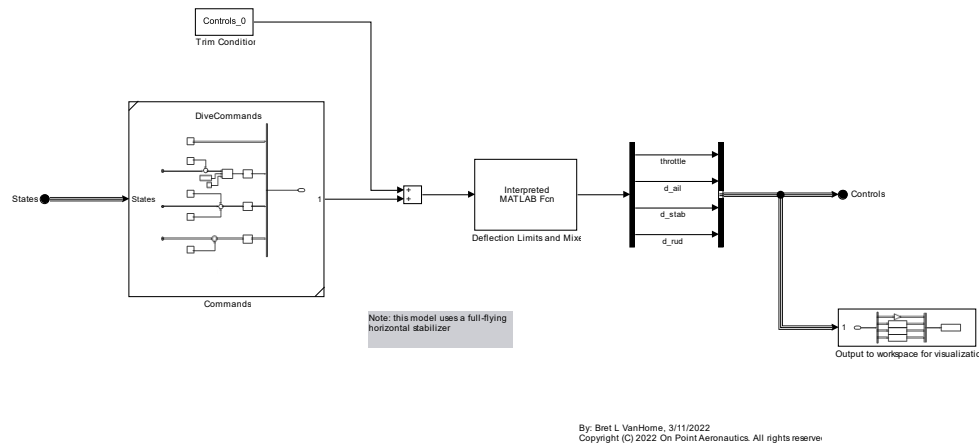 Controls_0
Trim Condition
DiveCommands
States
States
1
Commands
+
+
Interpreted
MATLAB Fcn
Deflection Limits and Mixe
throttle
d_ail
d_stab
d_rud
Controls
Note: this model uses a full-flying
horizontal stabilizer
1
Output to workspace for visualizatio
By: Bret L VanHorne, 3/11/2022
Copyright (C) 2022 On Point Aeronautics. All rights reserve